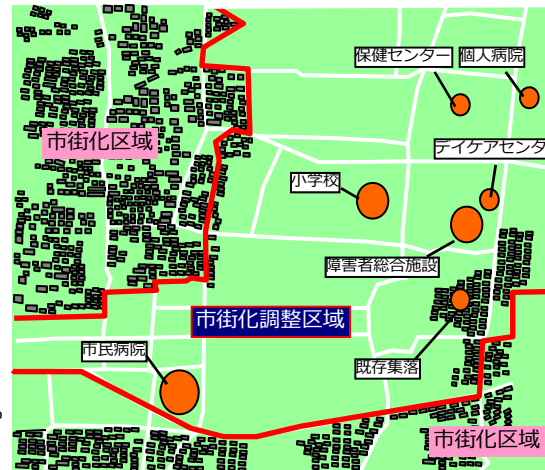 保健センター
個人病院
市街化区域
デイケアセンタ
小学校
障害者総合施設
市街化調整区域
市民病院
既存集落
市街化区域